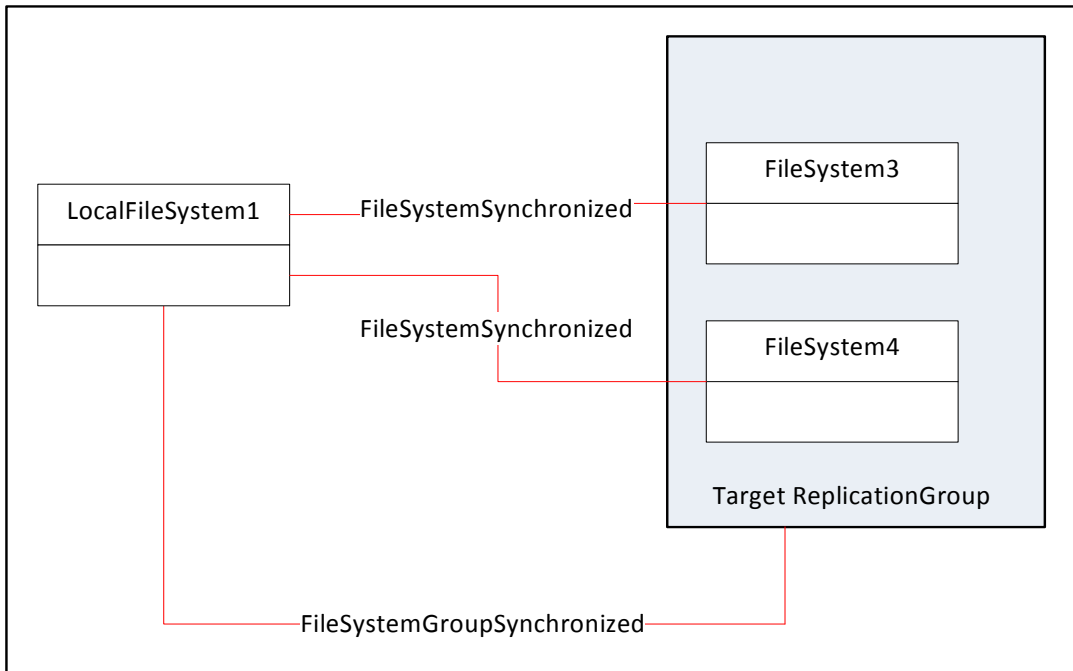 FileSystem3
LocalFileSystem1
FileSystemSynchronized
FileSystemSynchronized
FileSystem4
Target ReplicationGroup
FileSystemGroupSynchronized